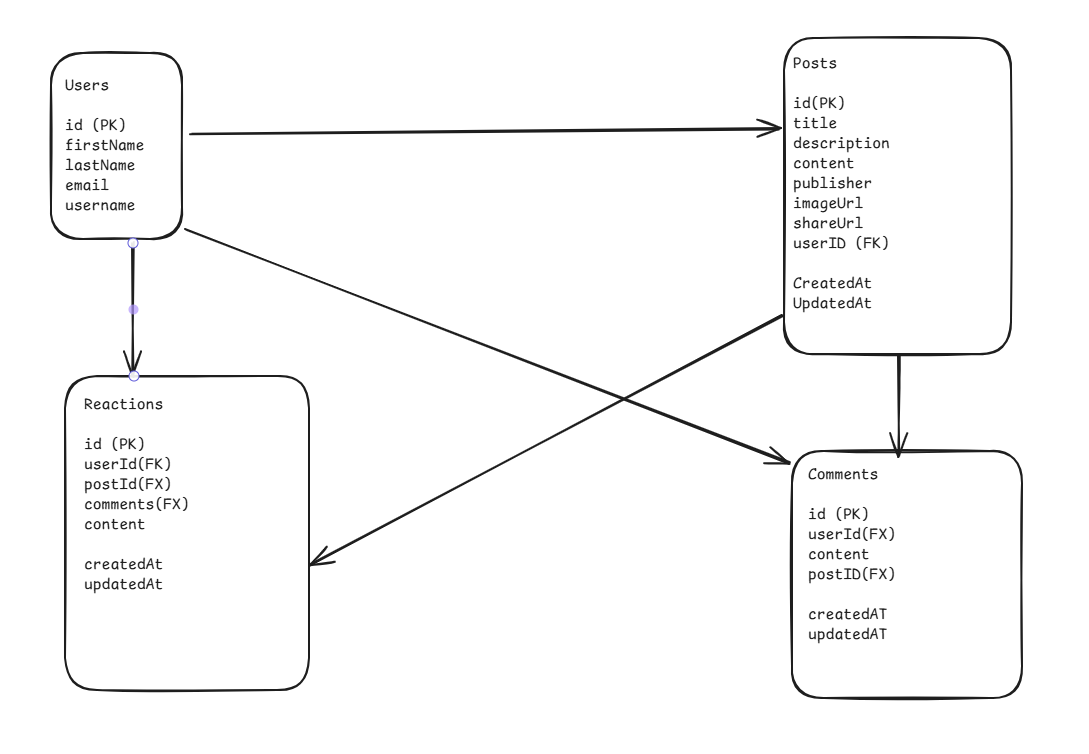 Users
id (PK)
firstName
lastName
email
username
Posts
id(PK)
title
description
content
publisher
imageUrl
shareUrl
userID (FK)
CreatedAt
UpdatedAt
Reactions
id (PK)
userId(FK)
postId(FX)
comments(FX)
content
createdAt
updatedAt
Comments
id (PK)
userId(FX)
content
postID(FX)
createdAT
updatedAT